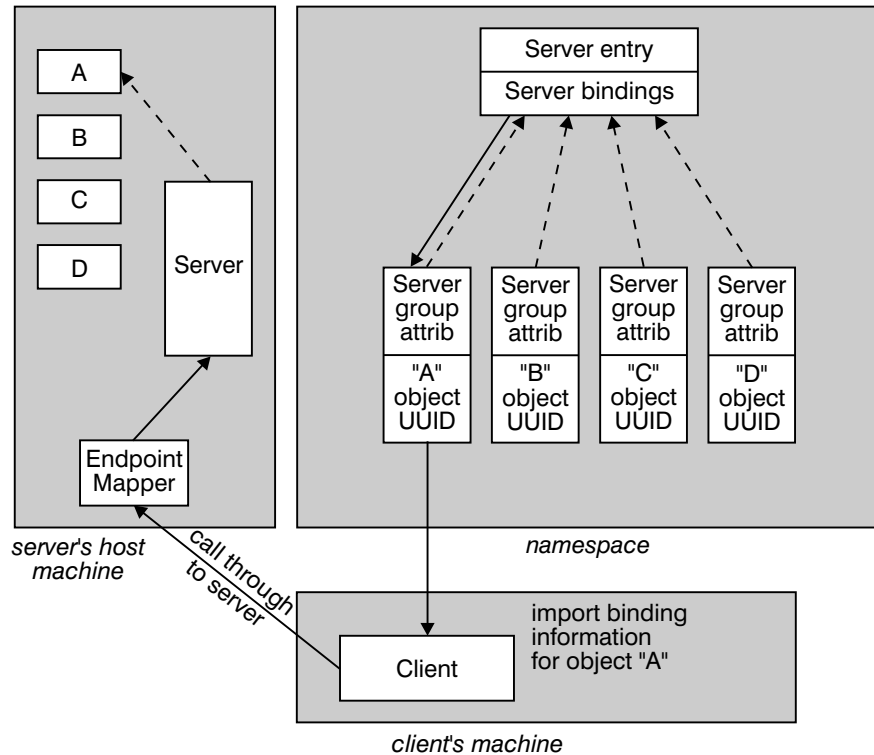 A
B
C
D
Server
Endpoint
Mapper
server's host
machine
Server entry
Server bindings
Server
group
attrib
"A"
object
UUID
Server
group
attrib
"B"
object
UUID
Server
group
attrib
"C"
object
UUID
Server
group
attrib
"D"
object
UUID
namespace
call through
to server
Client
import binding
information
for object "A"
client's machine